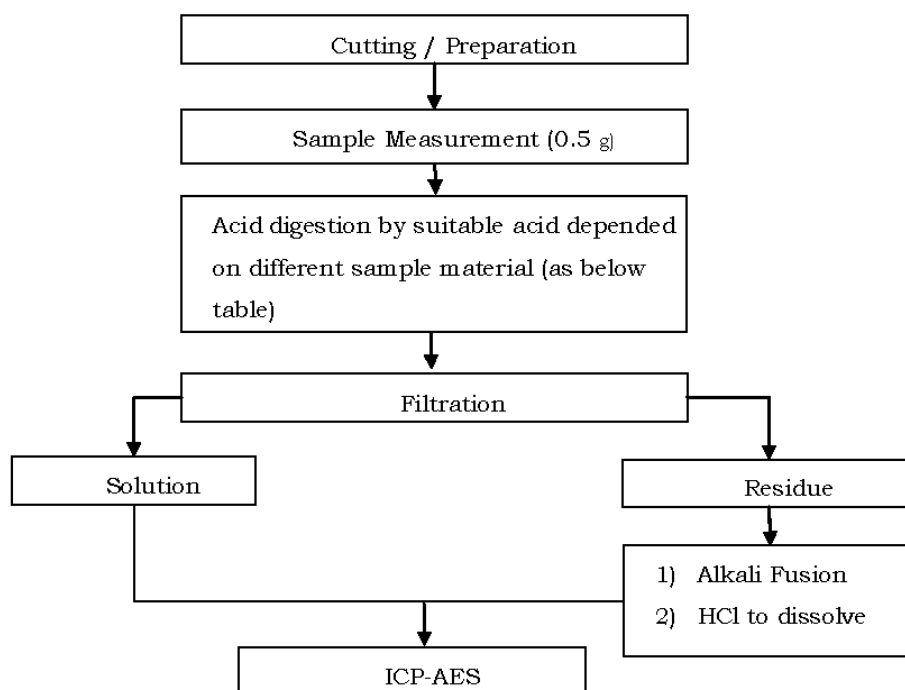 Cutting / Preparation
Sample Measurement (0.5 g)
Acid digestion by suitable acid depended
on different sample material (as below
table)
Filtration
Solution
Residue
1) Alkali Fusion
2) HCl to dissolve
ICP-AES